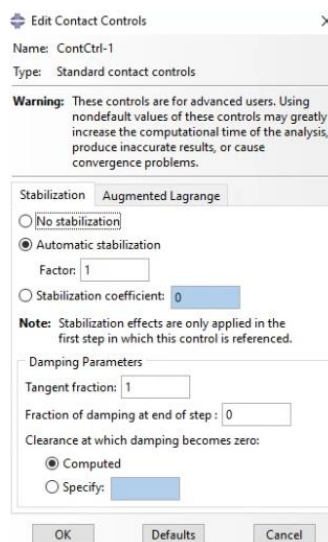 Edit Contact Controls
Name: ContCtrl-1
Type: Standard contact controls
Warning: These controls are for advanced users. Using
nondefault values of these controls may greatly
increase the computational time of the analysis,
produce inaccurate results, or cause
convergence problems.
Stabilization Augmented Lagrange
No stabilization
Automatic stabilization
Factor: 1
Stabilization coefficient: 0
Note: Stabilization effects are only applied in the
first step in which this control is referenced.
Damping Parameters
Tangent fraction: 1
Fraction of damping at end of step : 0
Clearance at which damping becomes zero:
Computed
Specify:
OK Defaults Cancel